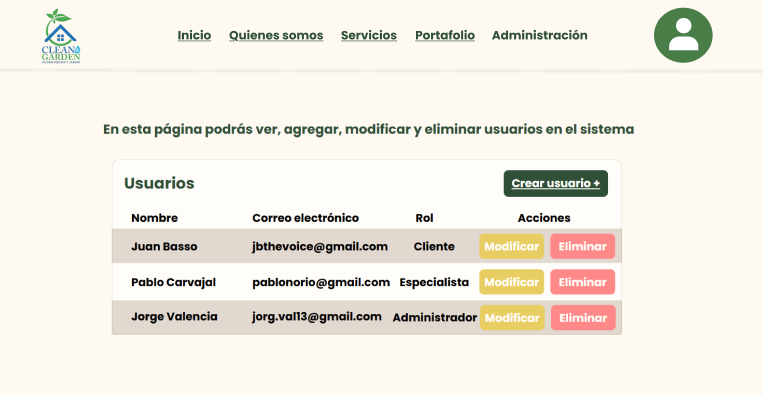 Inicio Quienes somos Servicios Portafolio Administración
CLEAN
GARDEN
En esta página podrás ver, agregar, modificar y eliminar usuarios en el sistema
Usuarios Crear usuario +
Nombre Correo electrónico Rol Acciones
Juan Basso jbthevoice@gmail.com Cliente Modificar Eliminar
Pablo Carvajal pablonorio@gmail.com Especialista Modificar Eliminar
Jorge Valencia jorg.val13@gmail.com Administrador Modificar Eliminar